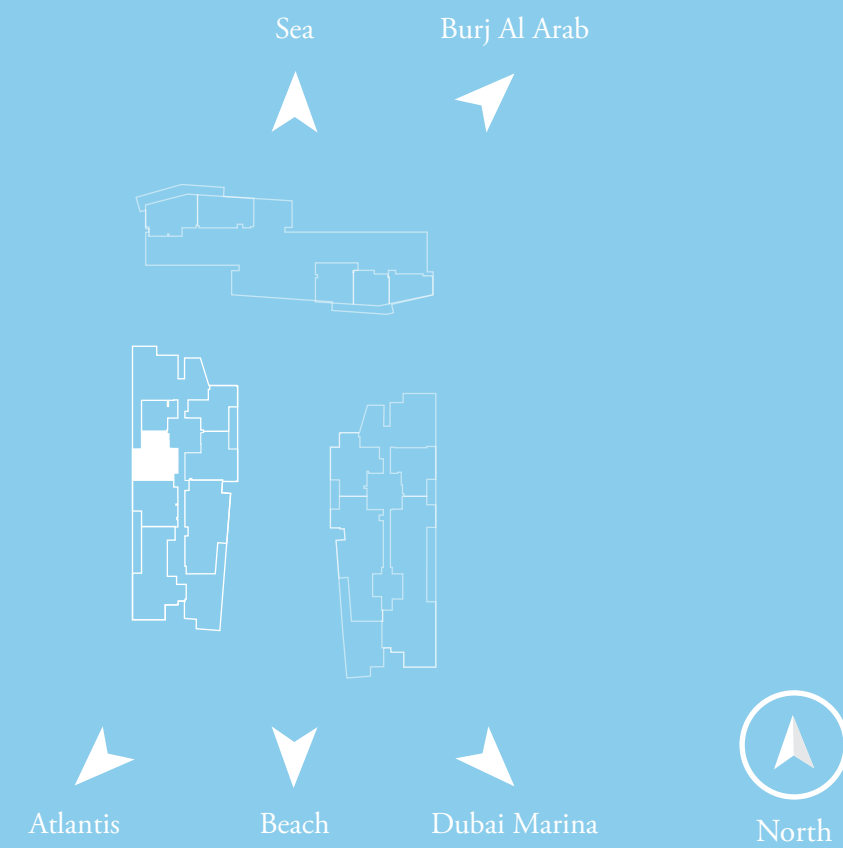 Sea
Burj Al Arab
Atlantis
Beach
Dubai Marina
North